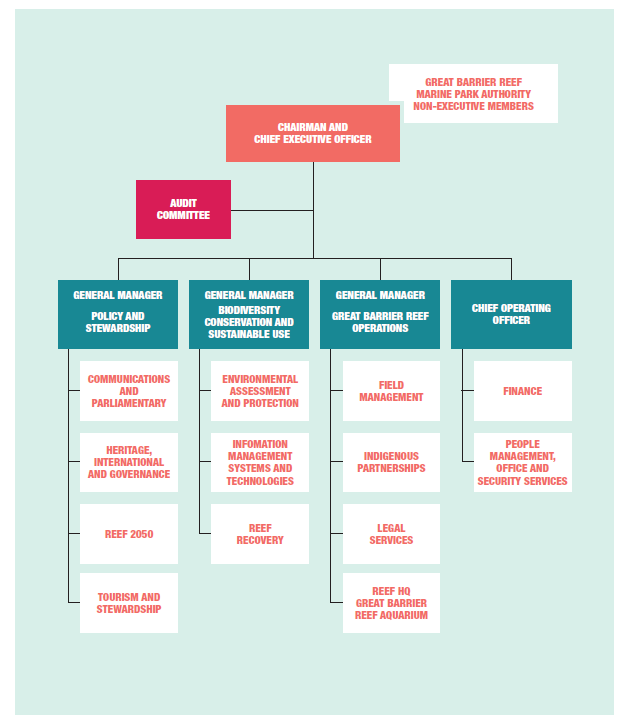 GREAT BARRIER REEF
MARINE PARK AUTHORITY
NON-EXECUTIVE MEMBERS
CHAIRMAN AND
CHIEF EXECUTIVE OFFICER
AUDIT
COMMITTEE
GENERAL MANAGER
POLICY AND
STEWARDSHIP
GENERAL MANAGER
BIODIVERSITY
CONSERVATION AND
SUSTAINABLE USE
GENERAL MANAGER
GREAT BARRIER REEF
OPERATIONS
CHIEF OPERATING
OFFICER
COMMUNICATIONS
AND
PARLIAMENTARY
HERITAGE,
INTERNATIONAL
AND GOVERNANCE
REEF 2050
TOURISM AND
STEWARDSHIP
ENVIRONMENTAL
ASSESSMENT
AND PROTECTION
INFOMATION
MANAGEMENT
SYSTEMS AND
TECHNOLOGIES
REEF
RECOVERY
FIELD
MANAGEMENT
INDIGENOUS
PARTNERSHIPS
LEGAL
SERVICES
REEF HQ
GREAT BARRIER
REEF AQUARIUM
FINANCE
PEOPLE
MANAGEMENT,
OFFICE AND
SECURITY SERVICES